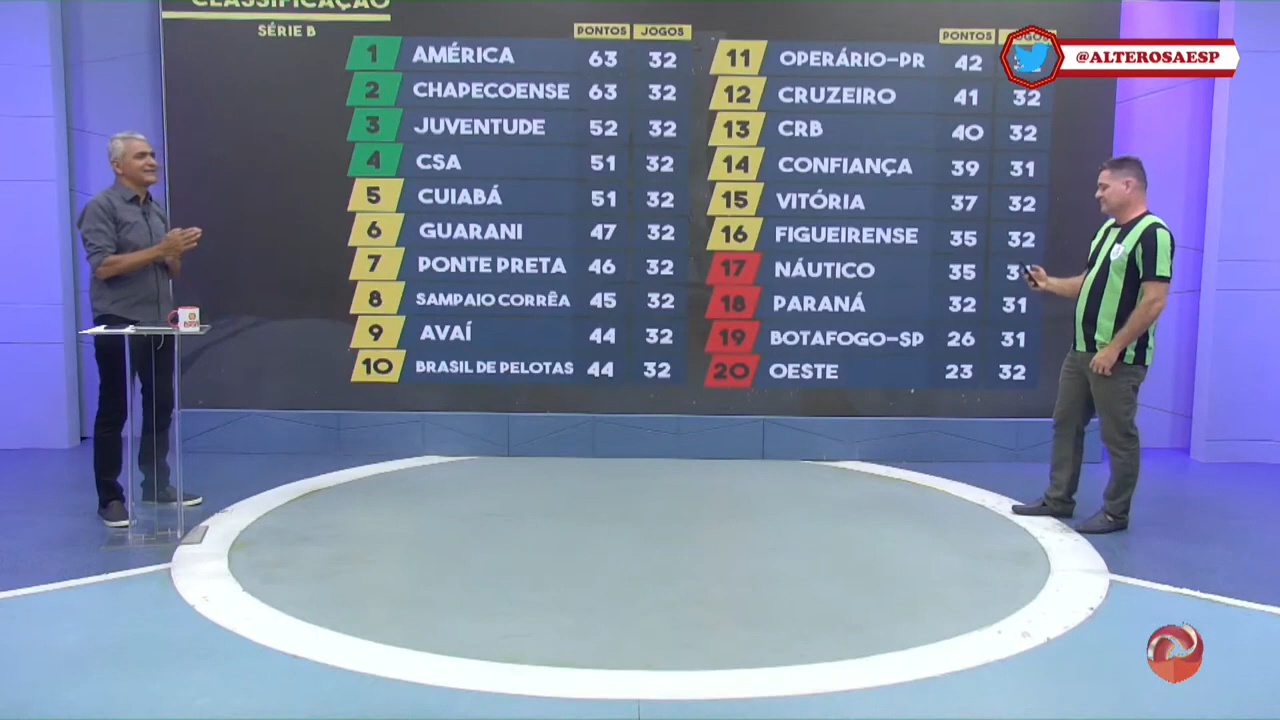 CLASSIFICAÇÃO
SÉRIE B
PONTOS JOGOS
1 AMÉRICA 63 32
2 CHAPECOENSE 63 32
3 JUVENTUDE 52 32
4 CSA 51 32
5 CUIABÁ 51 32
6 GUARANI 47 32
7 PONTE PRETA 46 32
8 SAMPAIO CORRÊA 45 32
9 AVAÍ 44 32
10 BRASIL DE PELOTAS 44 32
PONTOS JOGOS
11 OPERÁRIO-PR 42
12 CRUZEIRO 41 32
13 CRB 40 32
14 CONFIANÇA 39 31
15 VITÓRIA 37 32
16 FIGUEIRENSE 35 32
17 NÁUTICO 35
18 PARANÁ 32 31
19 BOTAFOGO-SP 26 31
20 OESTE 23 32
@ALTEROSAESP